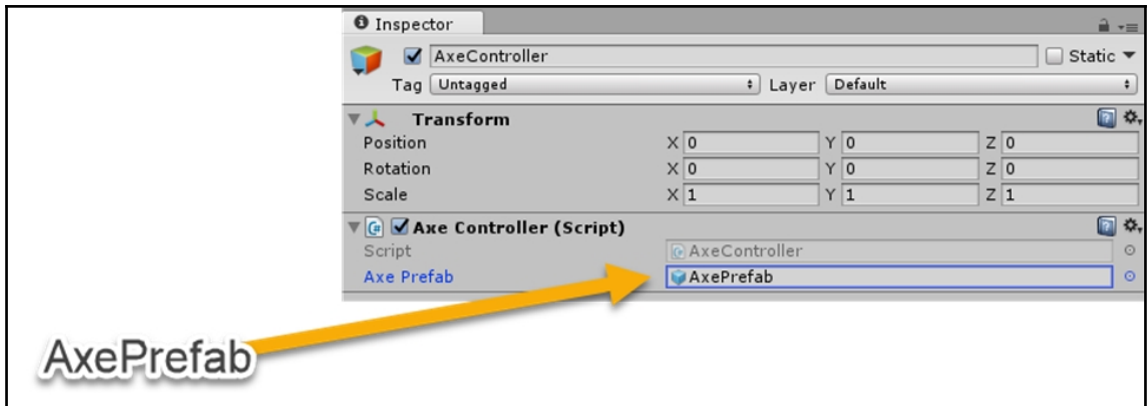 Inspector
AxeController Static
Tag Untagged Layer Default
Transform
Position X 0 Y 0 Z 0
Rotation X 0 Y 0 Z 0
Scale X 1 Y 1 Z 1
Axe Controller (Script)
Script AxeController
Axe Prefab AxePrefab
AxePrefab